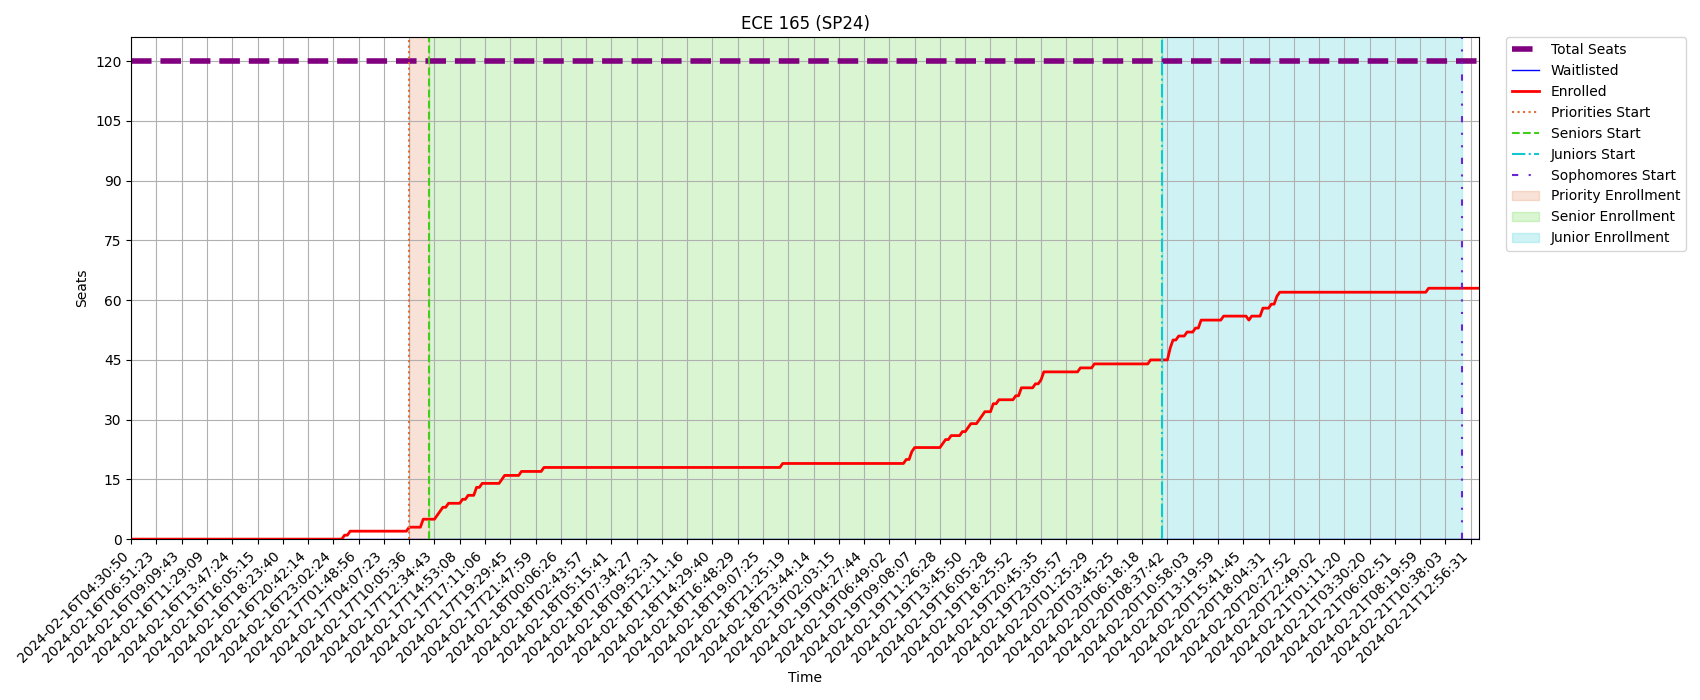 ECE 165 (SP24)
Total Seats
Waitlisted
Enrolled
Priorities Start
Seniors Start
Juniors Start
Sophomores Start
Priority Enrollment
Senior Enrollment
Junior Enrollment
Seats
120
105
90
75
60
45
30
15
0
2024-02-16T04:30:50
2024-02-16T06:51:23
2024-02-16T09:09:43
2024-02-16T11:29:09
2024-02-16T13:47:24
2024-02-16T16:05:15
2024-02-16T18:23:40
2024-02-16T20:42:14
2024-02-16T23:02:24
2024-02-17T01:48:56
2024-02-17T04:07:23
2024-02-17T10:05:36
2024-02-17T12:34:43
2024-02-17T14:53:08
2024-02-17T17:11:06
2024-02-17T19:29:45
2024-02-17T21:47:59
2024-02-18T00:06:26
2024-02-18T02:43:57
2024-02-18T05:15:41
2024-02-18T07:34:27
2024-02-18T09:52:31
2024-02-18T12:11:16
2024-02-18T14:29:40
2024-02-18T16:48:29
2024-02-18T19:07:25
2024-02-18T21:25:19
2024-02-18T23:44:14
2024-02-19T02:03:15
2024-02-19T04:27:44
2024-02-19T06:49:02
2024-02-19T09:08:07
2024-02-19T11:26:28
2024-02-19T13:45:50
2024-02-19T16:05:28
2024-02-19T18:25:52
2024-02-19T20:45:35
2024-02-19T23:05:57
2024-02-20T01:25:29
2024-02-20T03:45:25
2024-02-20T06:18:18
2024-02-20T08:37:42
2024-02-20T10:58:03
2024-02-20T13:19:59
2024-02-20T15:41:45
2024-02-20T18:04:31
2024-02-20T20:27:52
2024-02-20T22:49:02
2024-02-21T01:11:20
2024-02-21T03:30:20
2024-02-21T06:02:51
2024-02-21T08:19:59
2024-02-21T10:38:03
2024-02-21T12:56:31
Time